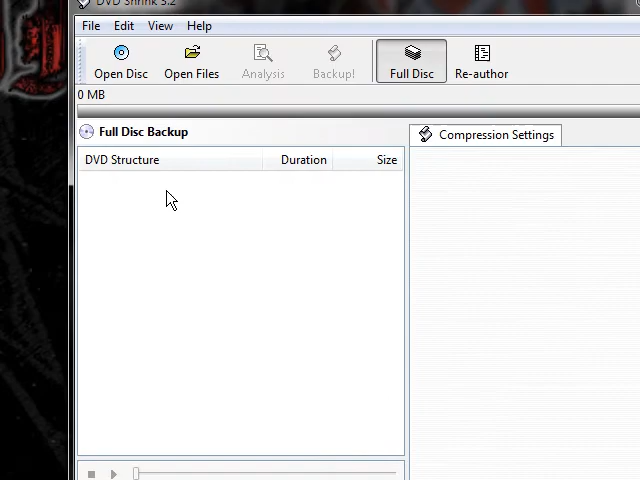 DVD Shrink 3.2
File Edit View Help
Open Disc Open Files Analysis Backup! Full Disc Re-author
0 MB
Full Disc Backup
Compression Settings
DVD Structure Duration Size